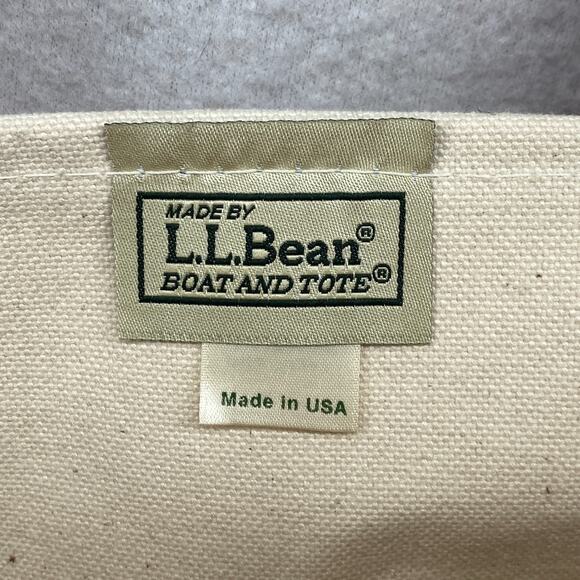 MADE BY
L.L.Bean®
BOAT AND TOTE®
Made in USA